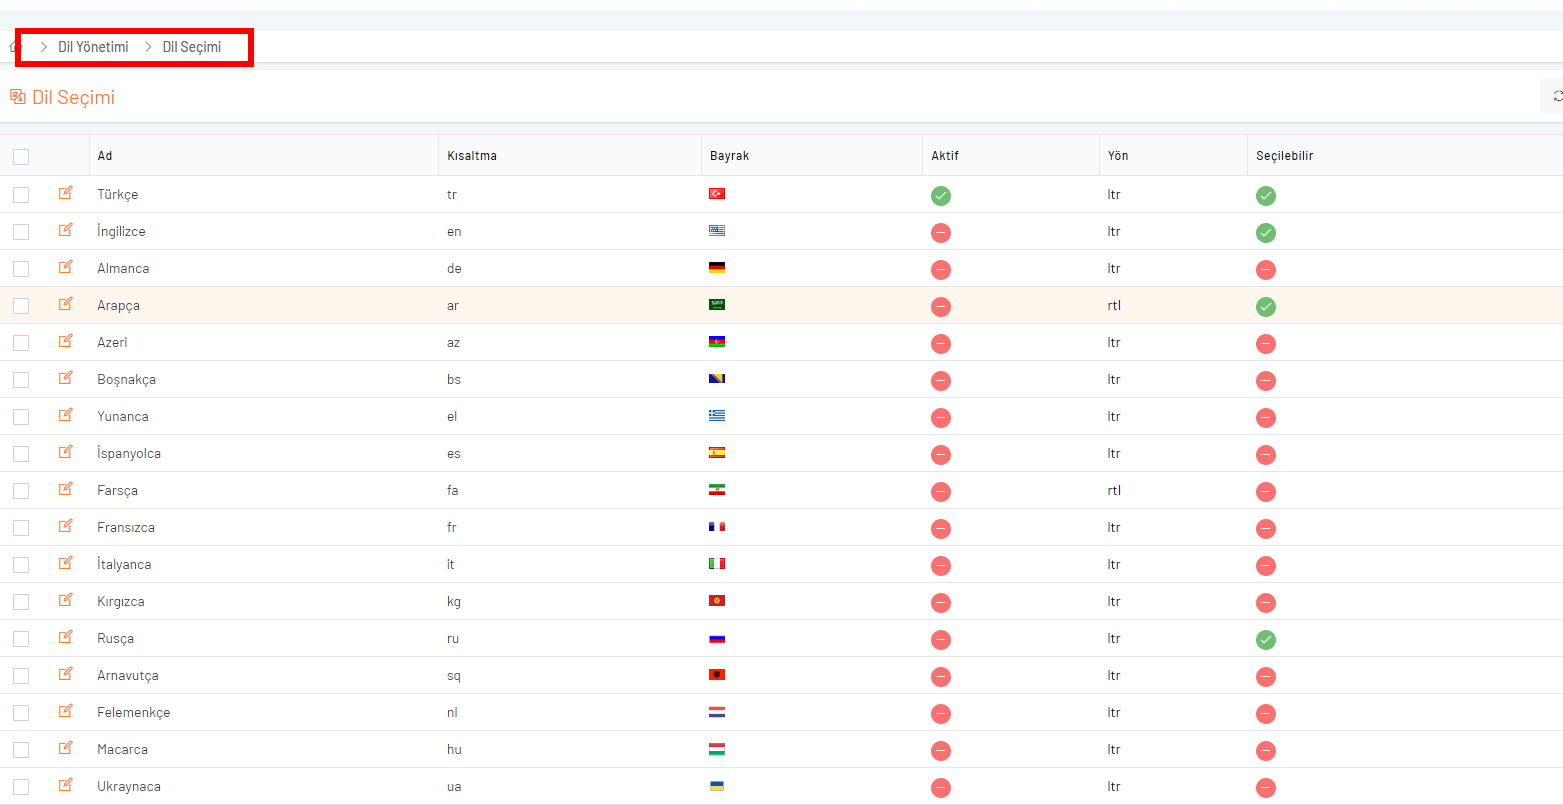 Dil Yönetimi Dil Seçimi
Dil Seçimi
Ad Kısaltma Bayrak Aktif Yön Seçilebilir
Türkçe tr ltr
İngilizce en ltr
Almanca de ltr
Arapça ar rtl
Azeri az ltr
Boşnakça bs ltr
Yunanca el ltr
İspanyolca es ltr
Farsça fa rtl
Fransızca fr ltr
İtalyanca it ltr
Kırgızca kg ltr
Rusça ru ltr
Arnavutça sq ltr
Felemenkçe nl ltr
Macarca hu ltr
Ukraynaca ua ltr